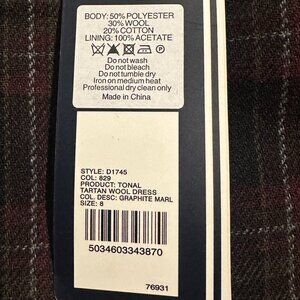 BODY: 50% POLYESTER
30% WOOL
20% COTTON
LINING: 100% ACETATE
Do not wash
Do not bleach
Do not tumble dry
Iron on medium heat
Professional dry clean only
Made in China
STYLE: D1745
COL: 829
PRODUCT: TONAL
TARTAN WOOL DRESS
COL. DESC: GRAPHITE MARL
SIZE: 8
5034603343870
76931